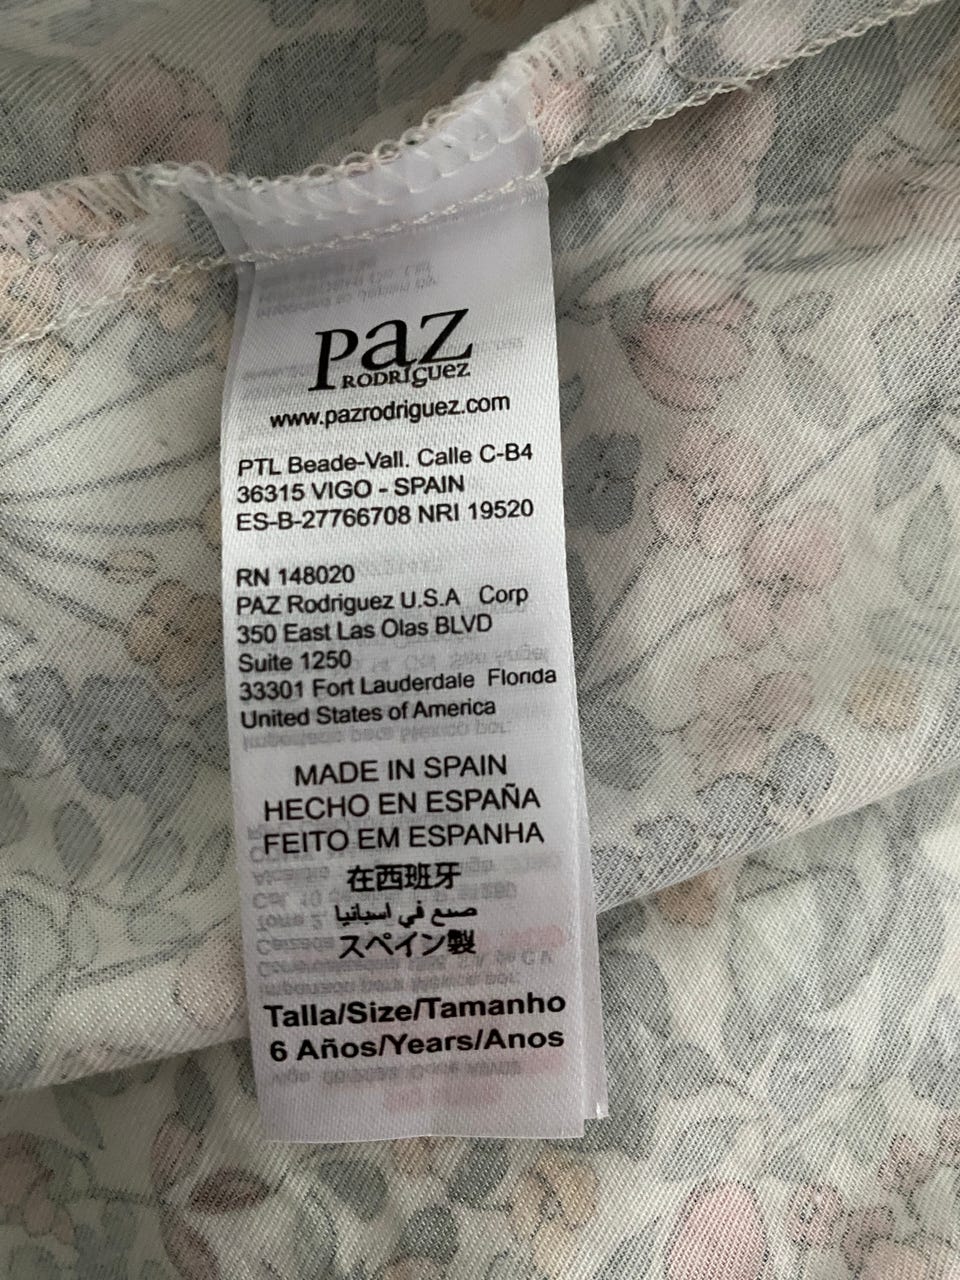 Paz
RODRÍGUEZ
www.pazrodriguez.com
PTL Beade-Vall. Calle C-B4
36315 VIGO - SPAIN
ES-B-27766708 NRI 19520
RN 148020
PAZ Rodriguez U.S.A Corp
350 East Las Olas BLVD
Suite 1250
33301 Fort Lauderdale Florida
United States of America
MADE IN SPAIN
HECHO EN ESPAÑA
FEITO EM ESPANHA
在西班牙
صنع في اسبانيا
スペイン製
Talla/Size/Tamanho
6 Años/Years/Anos